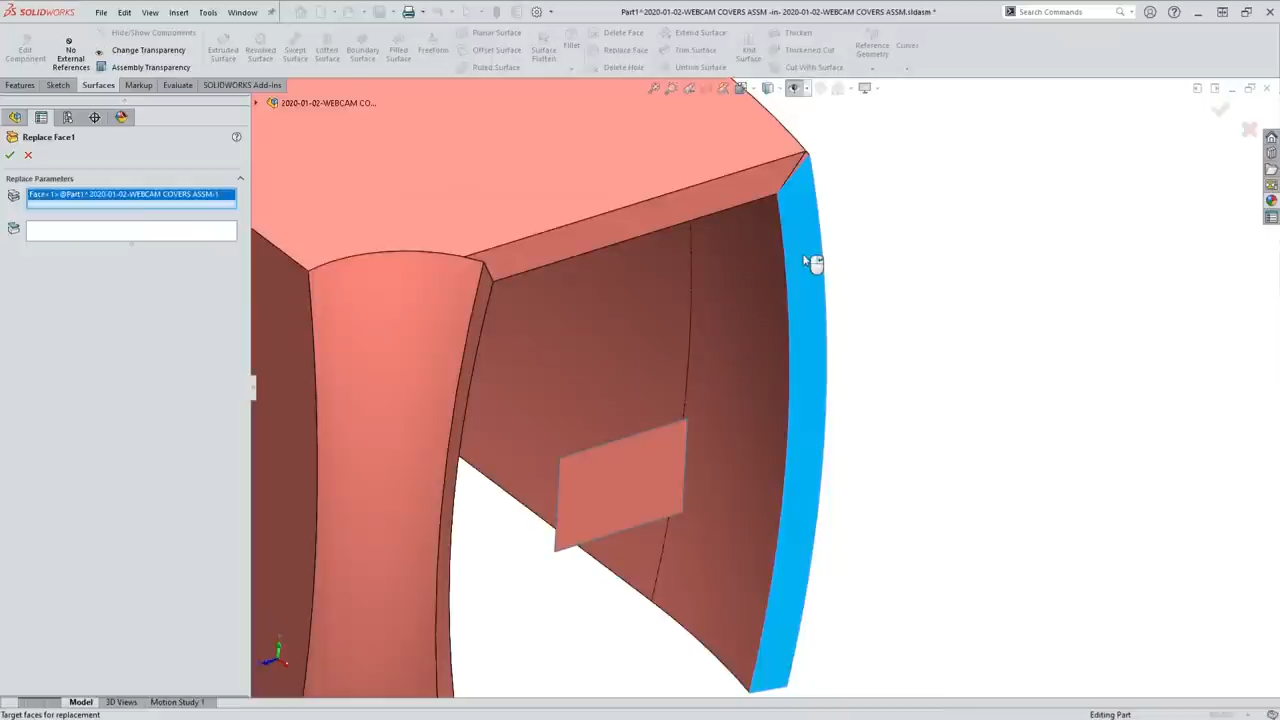 SOLIDWORKS File Edit View Insert Tools Window
Part1^2020-01-02-WEBCAM COVERS ASSM -in- 2020-01-02-WEBCAM COVERS ASSM.sldasm *
Search Commands
Edit Component
No External References
Hide/Show Components
Change Transparency
Assembly Transparency
Extruded Surface
Revolved Surface
Swept Surface
Lofted Surface
Boundary Surface
Filled Surface
Freeform
Planar Surface
Offset Surface
Ruled Surface
Surface Flatten
Fillet
Delete Face
Replace Face
Delete Hole
Extend Surface
Trim Surface
Untrim Surface
Knit Surface
Thicken
Thickened Cut
Cut With Surface
Reference Geometry
Curves
Features Sketch Surfaces Markup Evaluate SOLIDWORKS Add-Ins
2020-01-02-WEBCAM CO...
Replace Face1
Replace Parameters
Face<1>@Part1^2020-01-02-WEBCAM COVERS ASSM-1
Model 3D Views Motion Study 1
Target faces for replacement
Editing Part